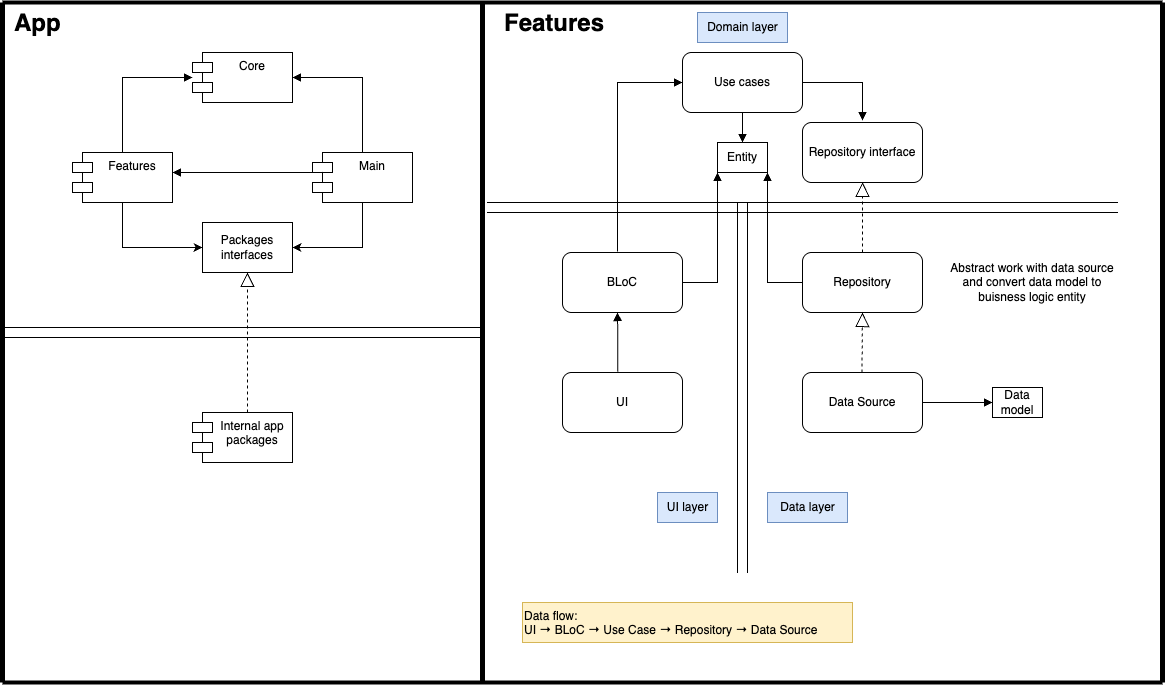 App
Core
Features
Main
Packages
interfaces
Internal app
packages
Features
Domain layer
Use cases
Entity
Repository interface
BLoC
Repository
Abstract work with data source
and convert data model to
buisness logic entity
UI
Data Source
Data
model
UI layer
Data layer
Data flow:
UI → BLoC → Use Case → Repository → Data Source